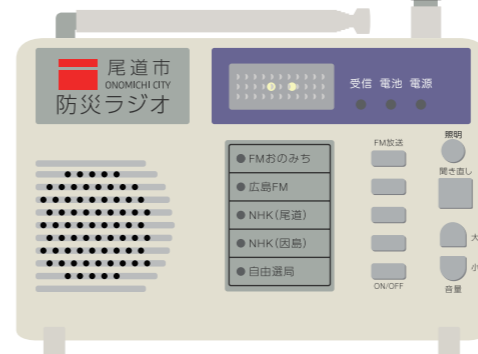 尾道市
ONOMICHI CITY
防災ラジオ
受信 電池 電源
FM放送
照明
聞き直し
FMおのみち
広島FM
NHK(尾道)
NHK(因島)
自由選局
大
小
ON/OFF
音量